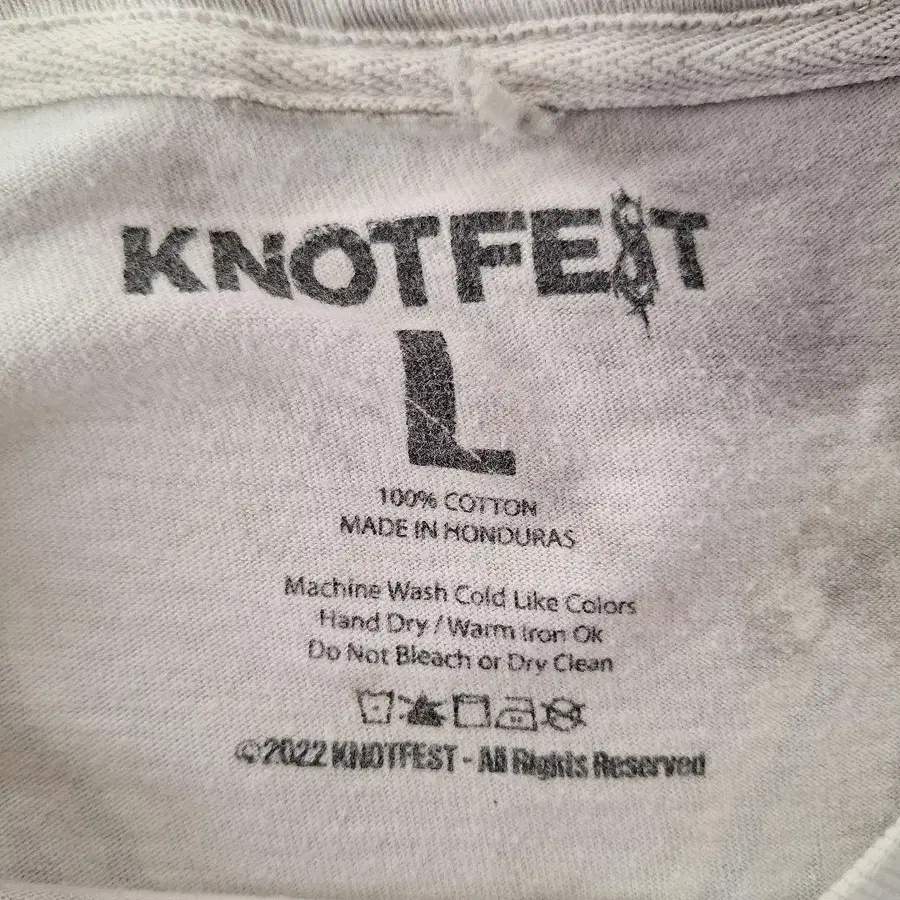 KNOTFEST
L
100% COTTON
MADE IN HONDURAS
Machine Wash Cold Like Colors
Hand Dry / Warm Iron Ok
Do Not Bleach or Dry Clean
©2022 KNOTFEST - All Rights Reserved